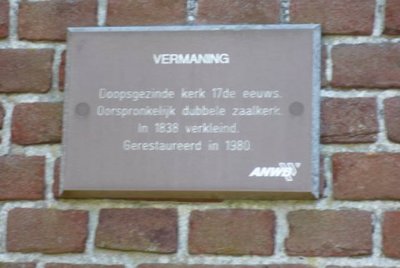 VERMANING
Doopsgezinde kerk 17de eeuws.
Oorspronkelijk dubbele zaalkerk.
In 1838 verkleind.
Gerestaureerd in 1980
ANWB